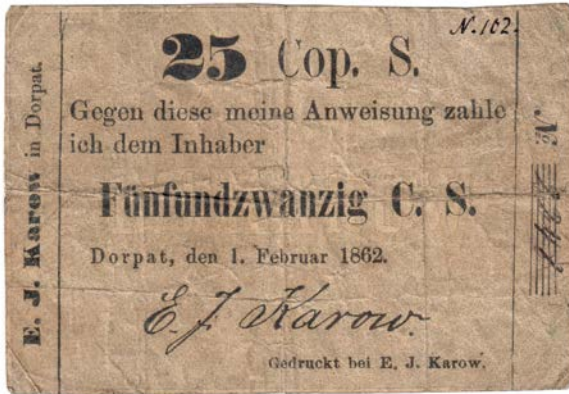 N. 102.
25 Cop. S.
Gegen diese meine Anweisung zahle
ich dem Inhaber
Fünfundzwanzig C. S.
Dorpat, den 1. Februar 1862.
E. J. Karow.
Gedruckt bei E. J. Karow.
E. J. Karow in Dorpat.
№